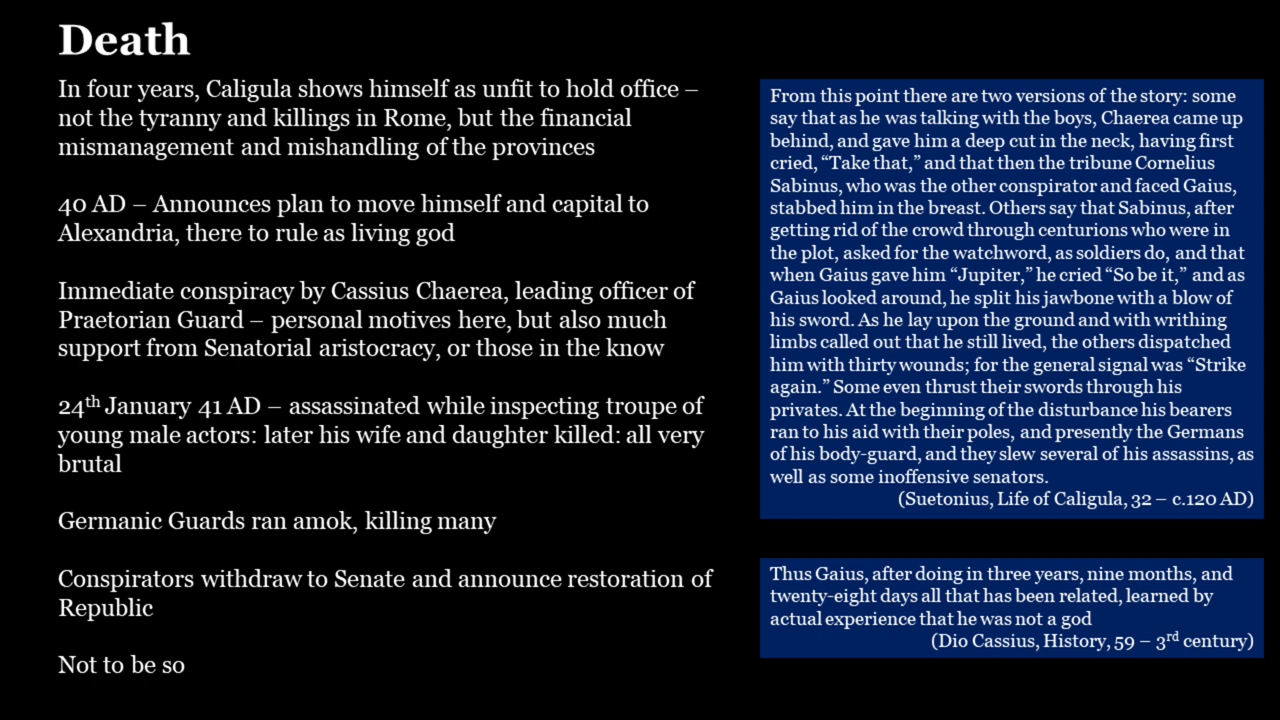 Death
In four years, Caligula shows himself as unfit to hold office –
not the tyranny and killings in Rome, but the financial
mismanagement and mishandling of the provinces
40 AD – Announces plan to move himself and capital to
Alexandria, there to rule as living god
Immediate conspiracy by Cassius Chaerea, leading officer of
Praetorian Guard – personal motives here, but also much
support from Senatorial aristocracy, or those in the know
24th January 41 AD – assassinated while inspecting troupe of
young male actors: later his wife and daughter killed: all very
brutal
Germanic Guards ran amok, killing many
Conspirators withdraw to Senate and announce restoration of
Republic
Not to be so
From this point there are two versions of the story: some
say that as he was talking with the boys, Chaerea came up
behind, and gave him a deep cut in the neck, having first
cried, “Take that,” and that then the tribune Cornelius
Sabinus, who was the other conspirator and faced Gaius,
stabbed him in the breast. Others say that Sabinus, after
getting rid of the crowd through centurions who were in
the plot, asked for the watchword, as soldiers do, and that
when Gaius gave him “Jupiter,” he cried “So be it,” and as
Gaius looked around, he split his jawbone with a blow of
his sword. As he lay upon the ground and with writhing
limbs called out that he still lived, the others dispatched
him with thirty wounds; for the general signal was “Strike
again.” Some even thrust their swords through his
privates. At the beginning of the disturbance his bearers
ran to his aid with their poles, and presently the Germans
of his body-guard, and they slew several of his assassins, as
well as some inoffensive senators.
(Suetonius, Life of Caligula, 32 – c.120 AD)
Thus Gaius, after doing in three years, nine months, and
twenty-eight days all that has been related, learned by
actual experience that he was not a god
(Dio Cassius, History, 59 – 3rd century)